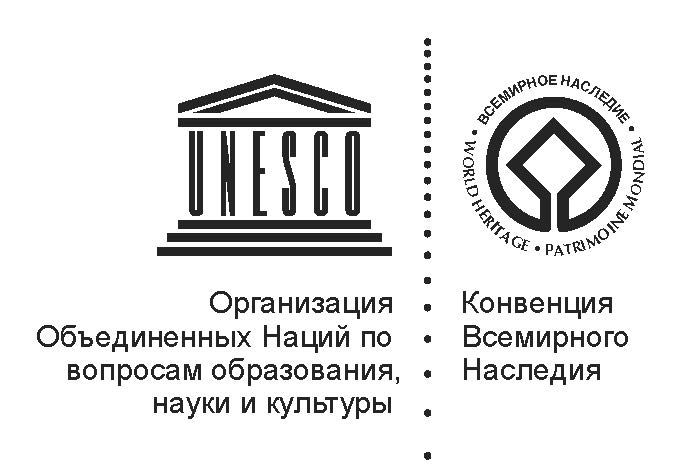 UNESCO
Организация
Объединенных Наций по
вопросам образования,
науки и культуры
ВСЕМИРНОЕ НАСЛЕДИЕ •
WORLD HERITAGE •
PATRIMOINE MONDIAL •
Конвенция
Всемирного
Наследия